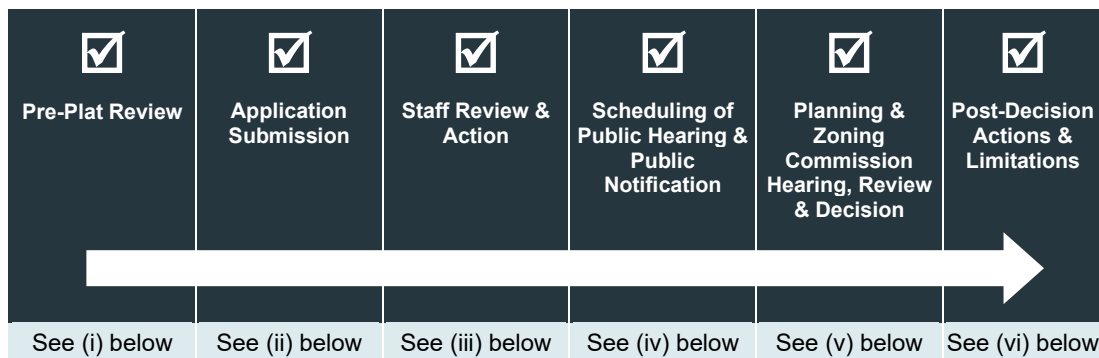 Pre-Plat Review
Application
Submission
Staff Review &
Action
Scheduling of
Public Hearing &
Public
Notification
Planning &
Zoning
Commission
Hearing, Review
& Decision
Post-Decision
Actions &
Limitations
See (i) below
See (ii) below
See (iii) below
See (iv) below
See (v) below
See (vi) below